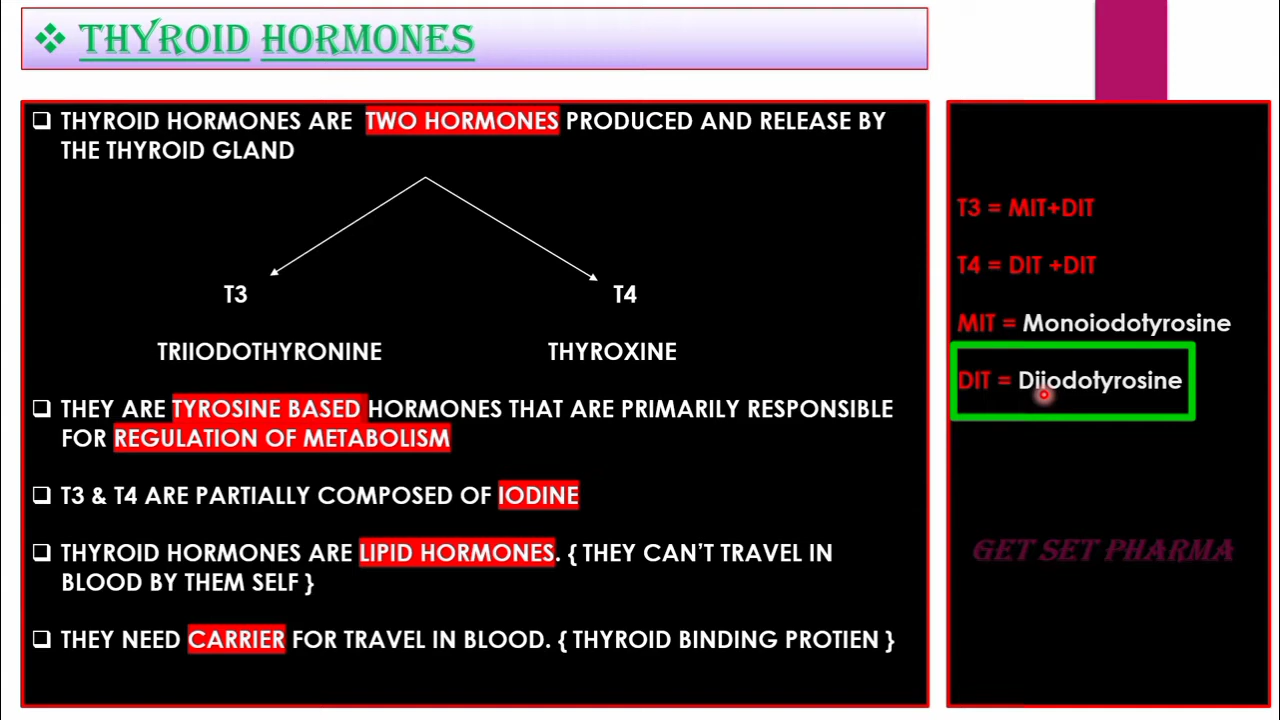 THYROID HORMONES
THYROID HORMONES ARE TWO HORMONES PRODUCED AND RELEASE BY
THE THYROID GLAND
T3 T4
TRIIODOTHYRONINE THYROXINE
THEY ARE TYROSINE BASED HORMONES THAT ARE PRIMARILY RESPONSIBLE
FOR REGULATION OF METABOLISM
T3 & T4 ARE PARTIALLY COMPOSED OF IODINE
THYROID HORMONES ARE LIPID HORMONES. { THEY CAN'T TRAVEL IN
BLOOD BY THEM SELF }
THEY NEED CARRIER FOR TRAVEL IN BLOOD. { THYROID BINDING PROTIEN }
T3 = MIT+DIT
T4 = DIT +DIT
MIT = Monoiodotyrosine
DIT = Diiodotyrosine
GET SET PHARMA